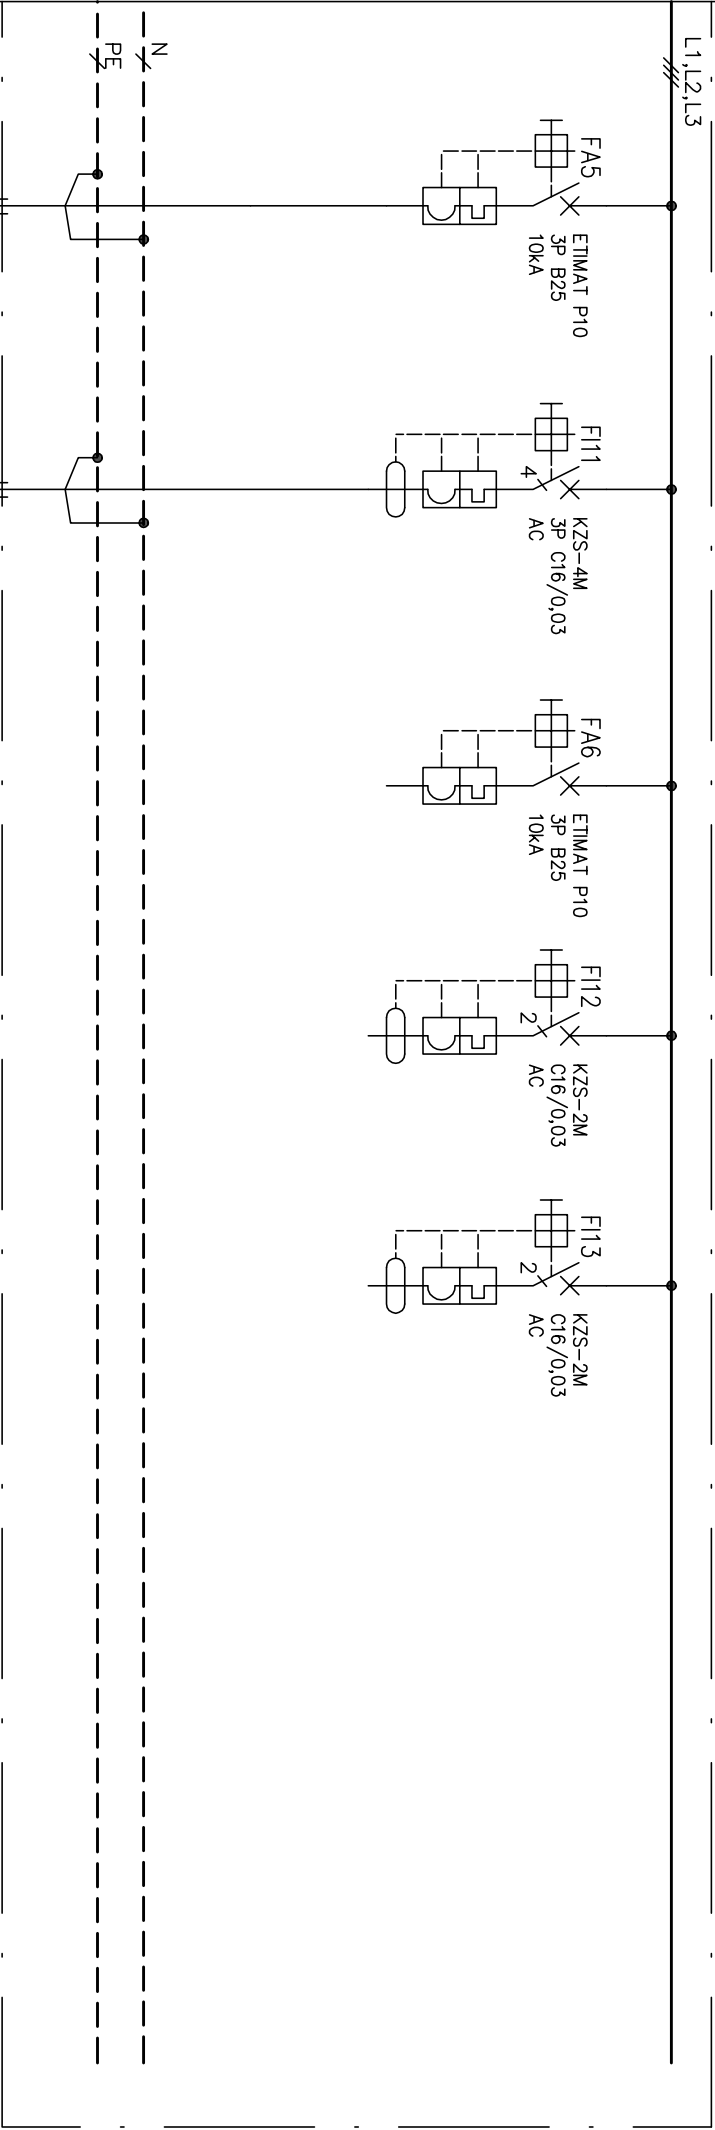 L1,L2,L3
N
PE
FA5
ETIMAT P10
3P B25
10kA
FI11
4
KZS-4M
3P C16/0,03
AC
FA6
ETIMAT P10
3P B25
10kA
FI12
2
KZS-2M
C16/0,03
AC
FI13
2
KZS-2M
C16/0,03
AC